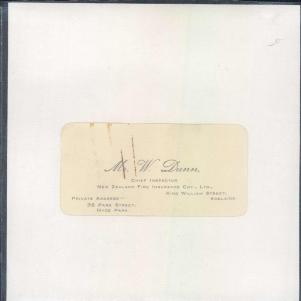 Mr. W. Dunn,
Chief Inspector
New Zealand Fire Insurance Coy., Ltd.,
King William Street,
Adelaide
Private Address—
36 Park Street,
Hyde Park.